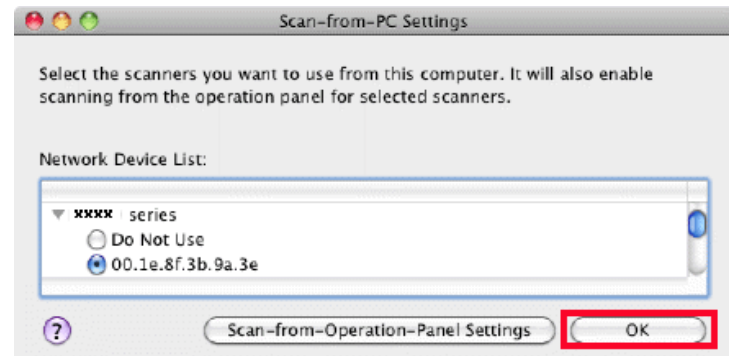 Scan-from-PC Settings
Select the scanners you want to use from this computer. It will also enable
scanning from the operation panel for selected scanners.
Network Device List:
xxxx series
Do Not Use
00.1e.8f.3b.9a.3e
? Scan-from-Operation-Panel Settings OK